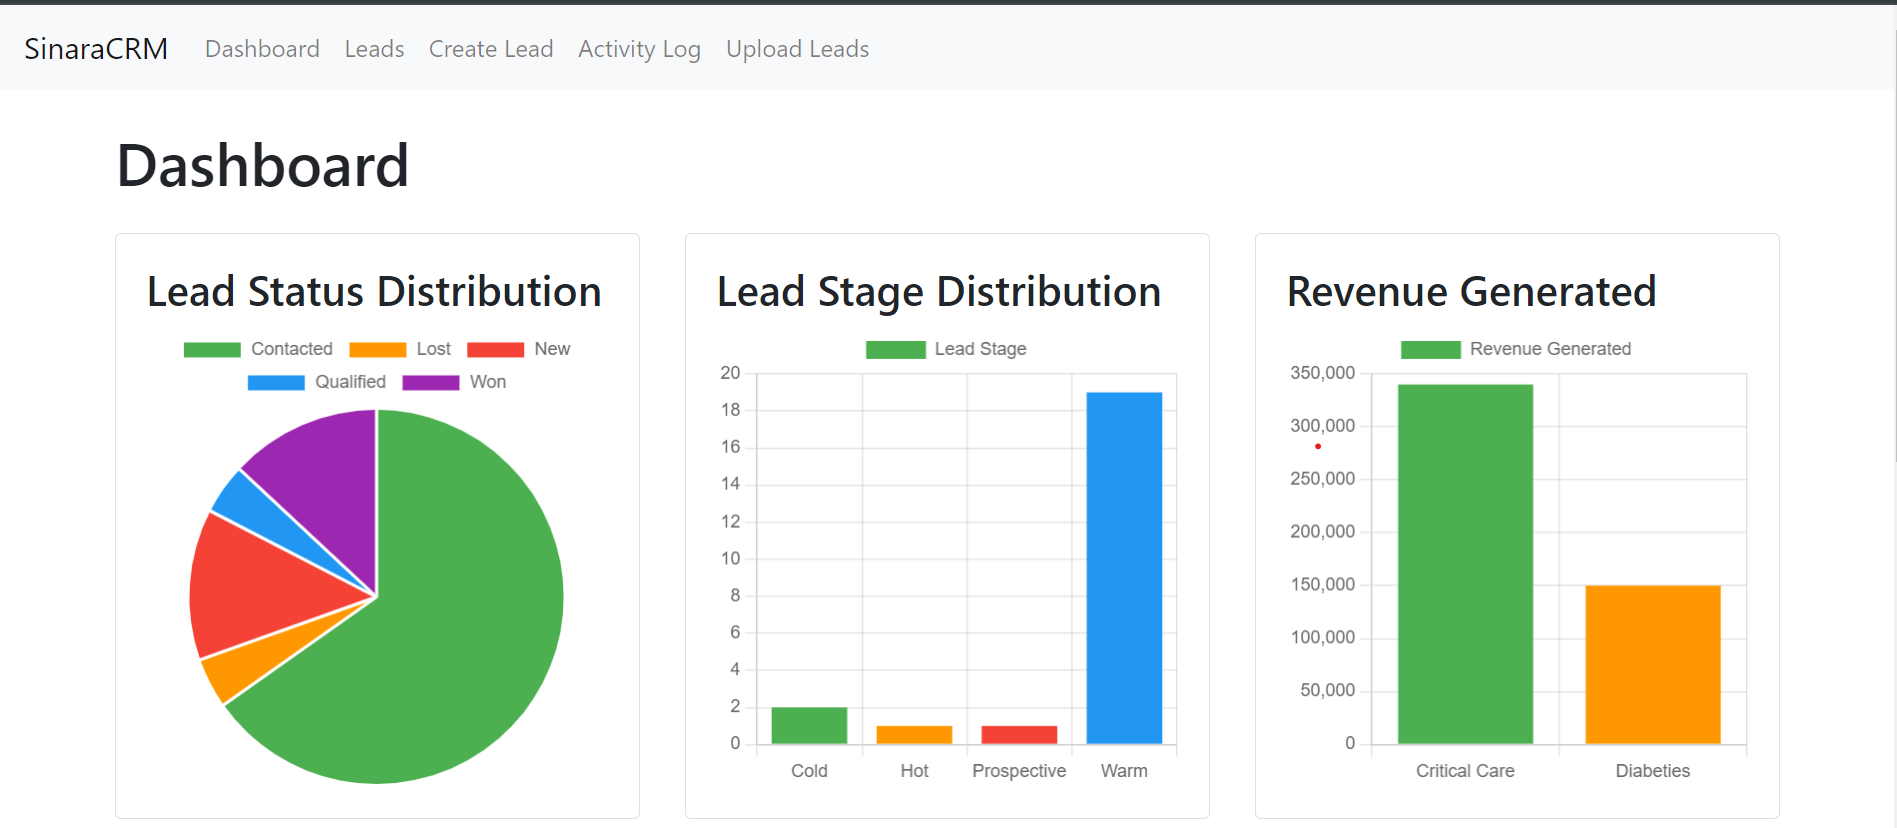 SinaraCRM Dashboard Leads Create Lead Activity Log Upload Leads
Dashboard
Lead Status Distribution
Contacted Lost New
Qualified Won
Lead Stage Distribution
Lead Stage
20
18
16
14
12
10
8
6
4
2
0
Cold Hot Prospective Warm
Revenue Generated
Revenue Generated
350,000
300,000
250,000
200,000
150,000
100,000
50,000
0
Critical Care Diabeties